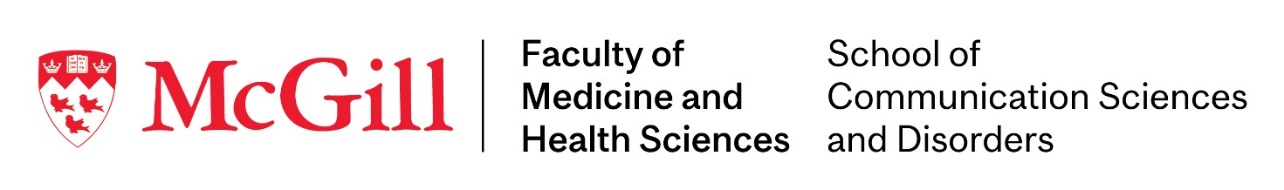 McGill
Faculty of
Medicine and
Health Sciences
School of
Communication Sciences
and Disorders